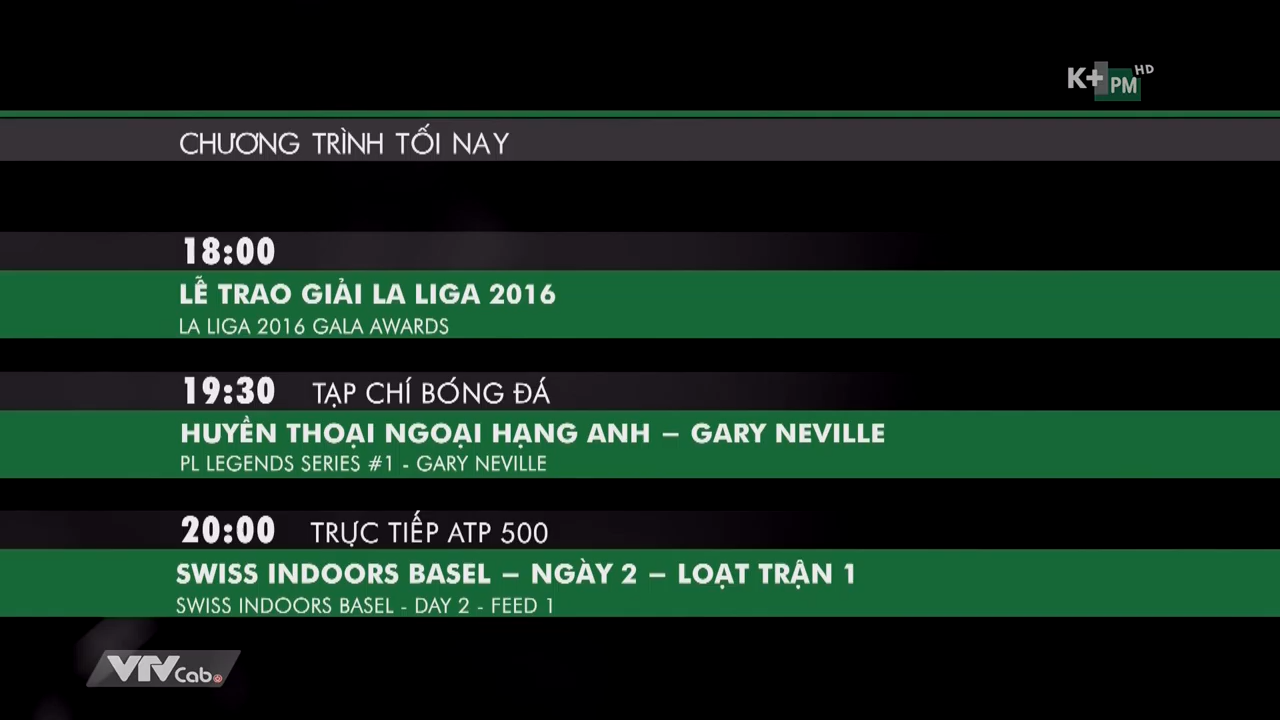 K+ PM HD
CHƯƠNG TRÌNH TỐI NAY
18:00
LỄ TRAO GIẢI LA LIGA 2016
LA LIGA 2016 GALA AWARDS
19:30 TẠP CHÍ BÓNG ĐÁ
HUYỀN THOẠI NGOẠI HẠNG ANH – GARY NEVILLE
PL LEGENDS SERIES #1 - GARY NEVILLE
20:00 TRỰC TIẾP ATP 500
SWISS INDOORS BASEL – NGÀY 2 – LOẠT TRẬN 1
SWISS INDOORS BASEL - DAY 2 - FEED 1
VTVCab